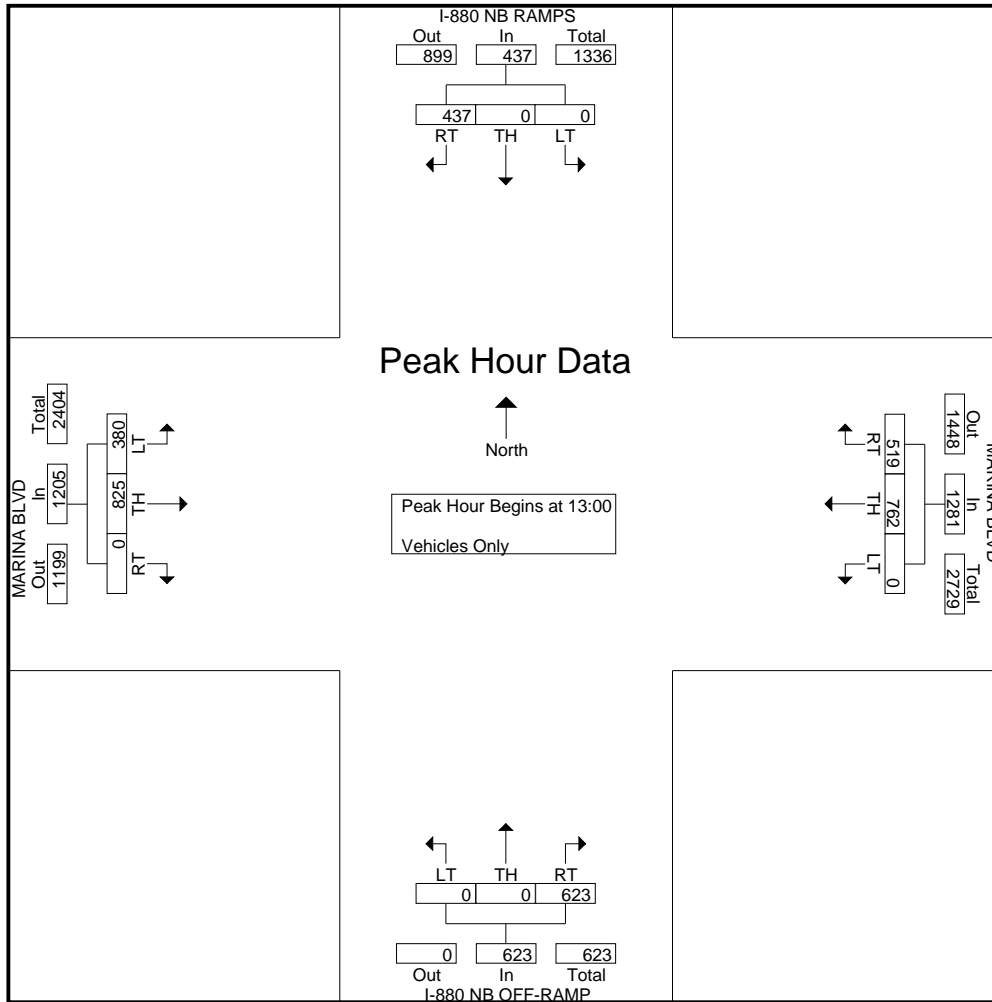 I-880 NB RAMPS
Out In Total
899 437 1336
437 0 0
RT TH LT
Peak Hour Data
North
Peak Hour Begins at 13:00
Vehicles Only
MARINA BLVD
Out In Total
1199 1205 2404
0 825 380
RT TH LT
MARINA BLVD
Out In Total
1448 1281 2729
519 762 0
RT TH LT
LT TH RT
0 0 623
0 623 623
Out In Total
I-880 NB OFF-RAMP